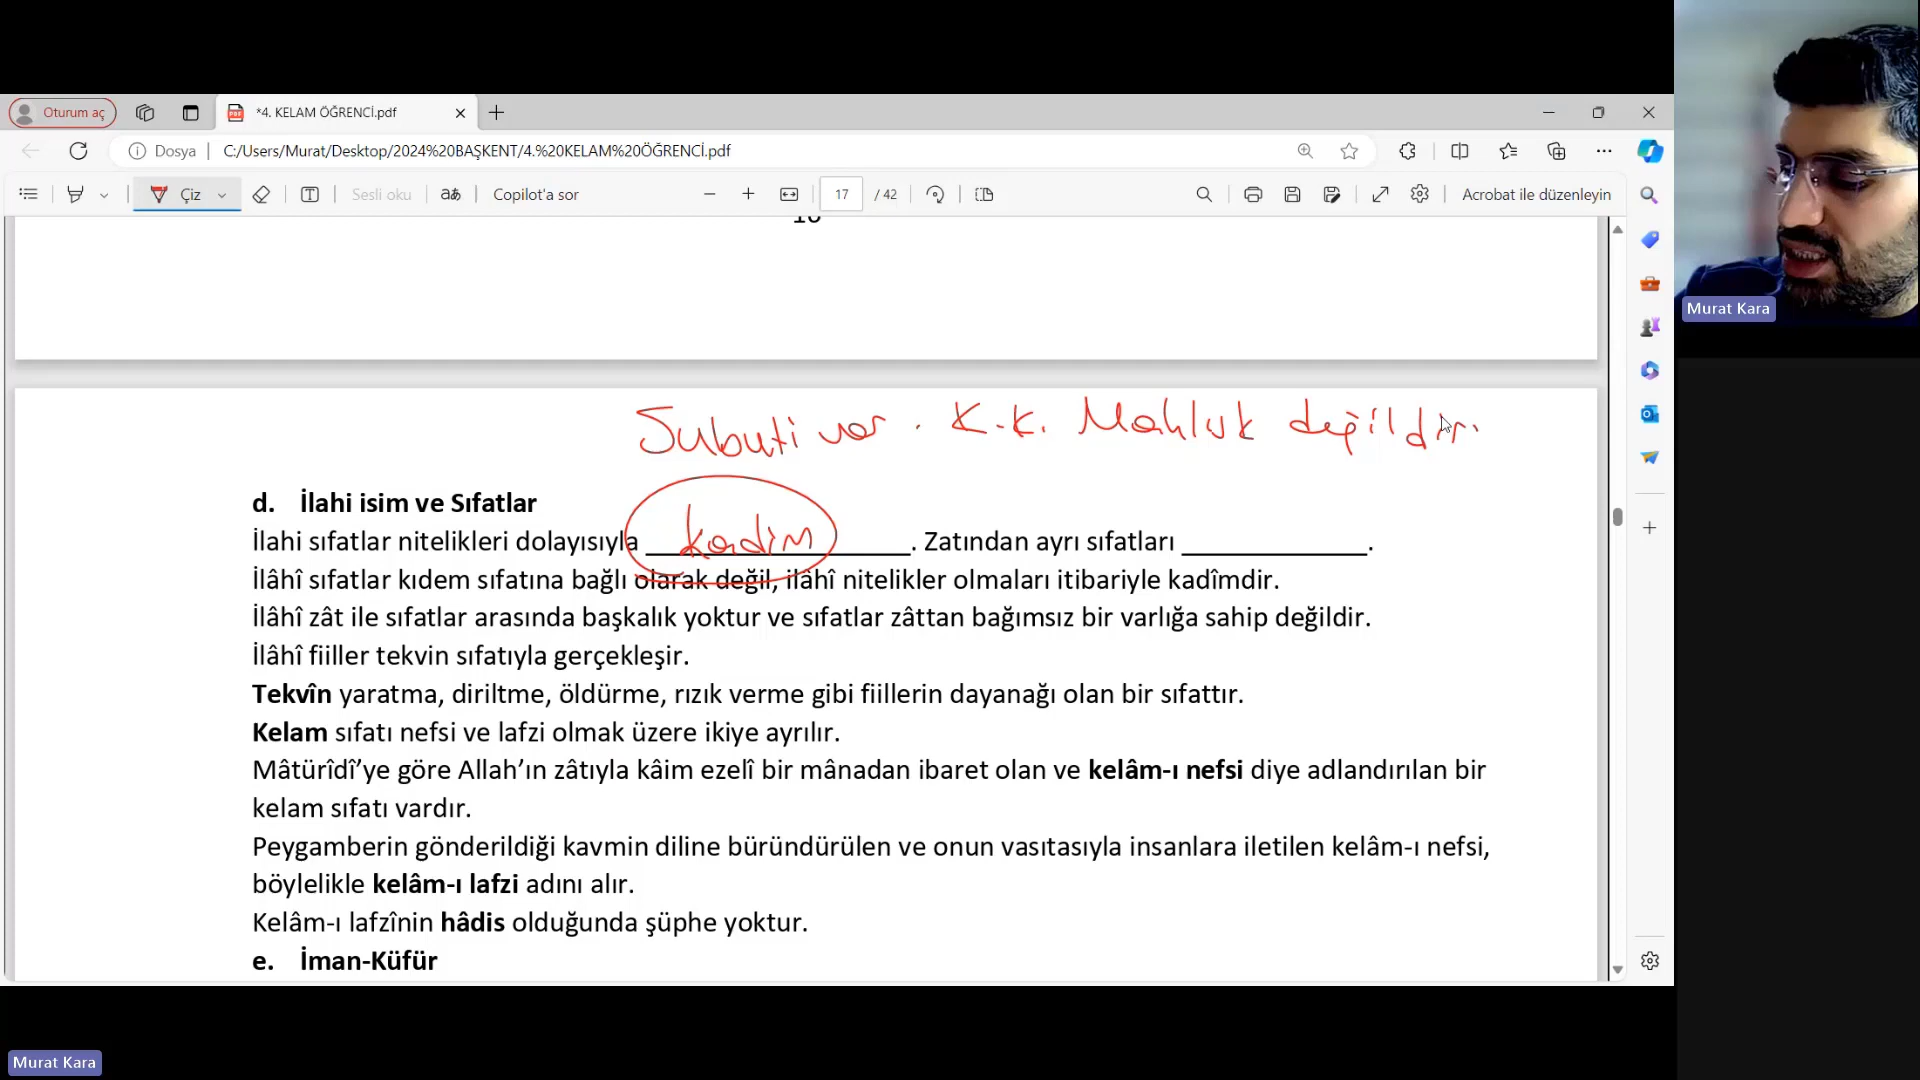 Oturum aç
*4. KELAM ÖĞRENCİ.pdf
Dosya
C:/Users/Murat/Desktop/2024%20BAŞKENT/4.%20KELAM%20ÖĞRENCİ.pdf
Çiz
Sesli oku
aあ
Copilot'a sor
17
/ 42
Acrobat ile düzenleyin
16
Subuti var. K.K. Mahluk değildir.
d. İlahi isim ve Sıfatlar
İlahi sıfatlar nitelikleri dolayısıyla kadim. Zatından ayrı sıfatları ______________.
İlâhî sıfatlar kıdem sıfatına bağlı olarak değil, ilâhî nitelikler olmaları itibariyle kadîmdir.
İlâhî zât ile sıfatlar arasında başkalık yoktur ve sıfatlar zâttan bağımsız bir varlığa sahip değildir.
İlâhî fiiller tekvin sıfatıyla gerçekleşir.
Tekvîn yaratma, diriltme, öldürme, rızık verme gibi fiillerin dayanağı olan bir sıfattır.
Kelam sıfatı nefsi ve lafzi olmak üzere ikiye ayrılır.
Mâtürîdî’ye göre Allah’ın zâtıyla kâim ezelî bir mânadan ibaret olan ve kelâm-ı nefsi diye adlandırılan bir
kelam sıfatı vardır.
Peygamberin gönderildiği kavmin diline büründürülen ve onun vasıtasıyla insanlara iletilen kelâm-ı nefsi,
böylelikle kelâm-ı lafzi adını alır.
Kelâm-ı lafzînin hâdis olduğunda şüphe yoktur.
e. İman-Küfür
Murat Kara
Murat Kara